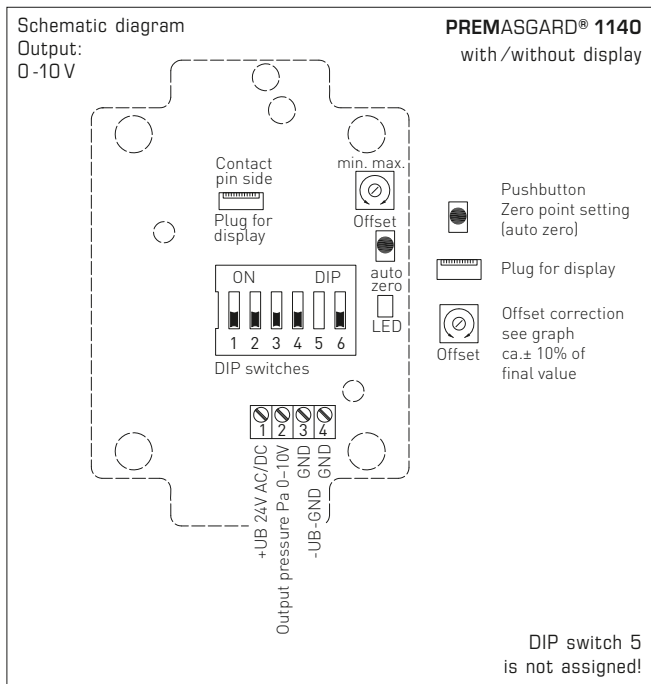 Schematic diagram
Output:
0 -10 V
PREMASGARD® 1140
with / without display
Contact
pin side
Plug for
display
min. max.
Offset
auto
zero
LED
ON DIP
1 2 3 4 5 6
DIP switches
1 2 3 4
+UB 24V AC/DC
Output pressure Pa 0–10V
GND
-UB-GND
GND
Pushbutton
Zero point setting
(auto zero)
Plug for display
Offset
Offset correction
see graph
ca.± 10% of
final value
DIP switch 5
is not assigned!